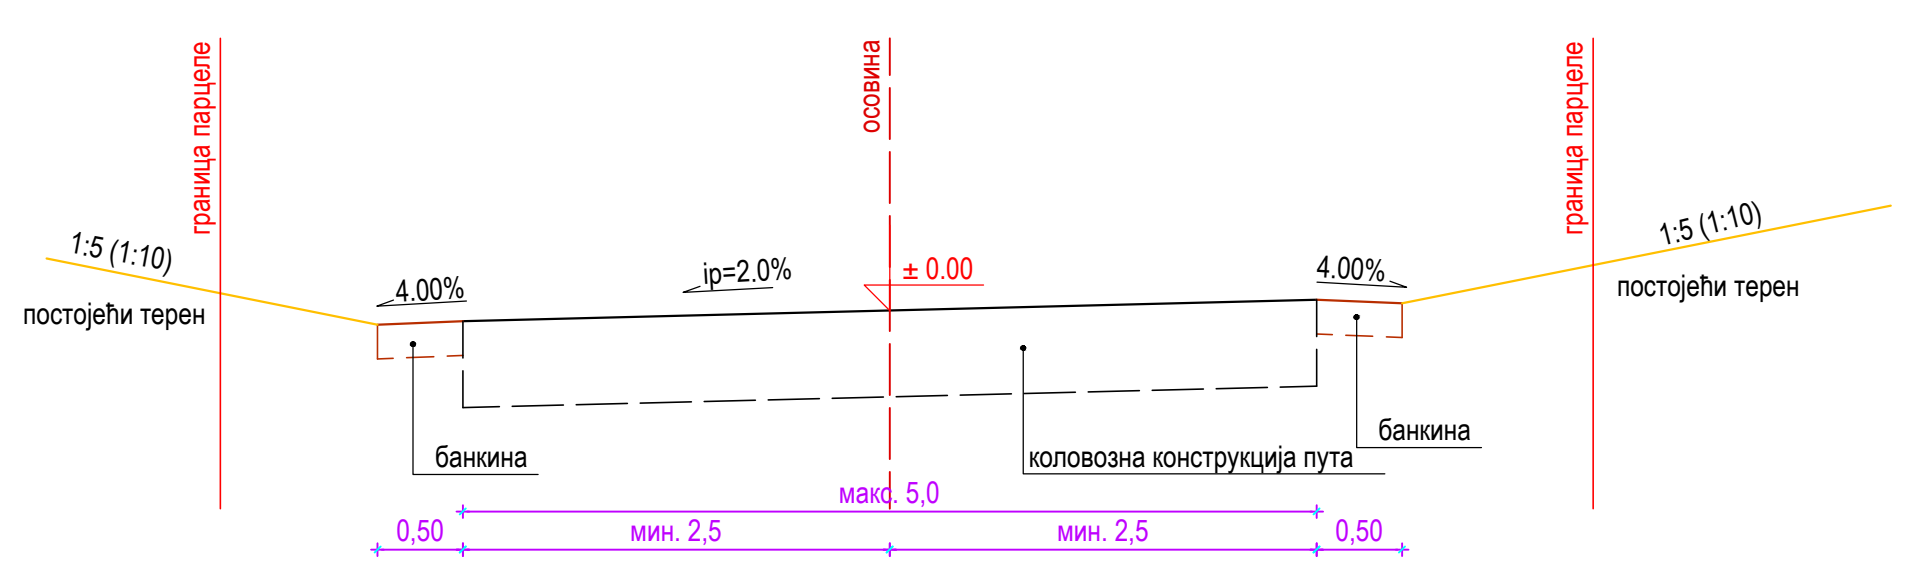 граница парцеле
осовина
граница парцеле
1:5 (1:10)
постојећи терен
4.00%
ip=2.0%
± 0.00
4.00%
1:5 (1:10)
постојећи терен
банкина
коловозна конструкција пута
банкина
макс. 5,0
0,50
мин. 2,5
мин. 2,5
0,50